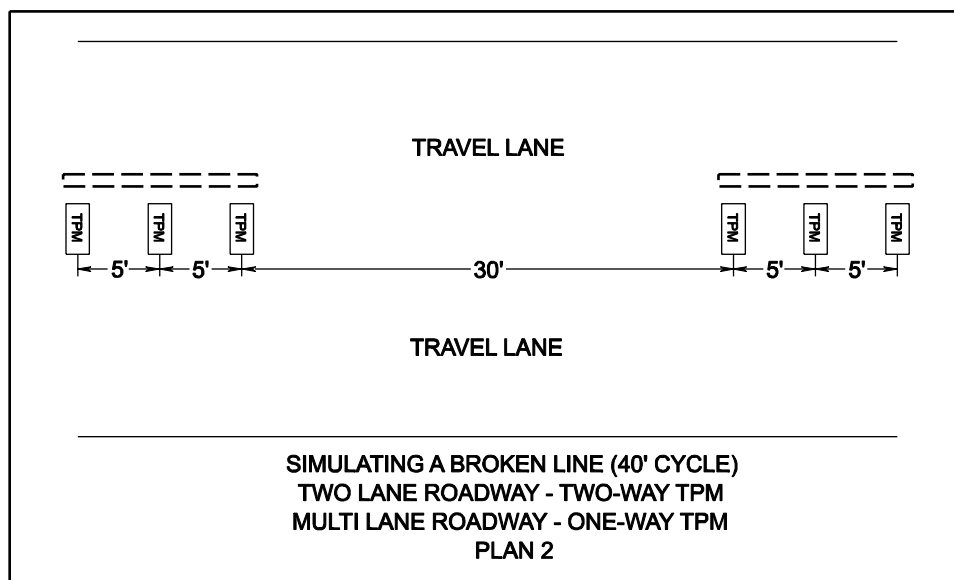 TRAVEL LANE
TPM TPM TPM TPM TPM TPM
5' 5' 30' 5' 5'
TRAVEL LANE
SIMULATING A BROKEN LINE (40' CYCLE)
TWO LANE ROADWAY - TWO-WAY TPM
MULTI LANE ROADWAY - ONE-WAY TPM
PLAN 2